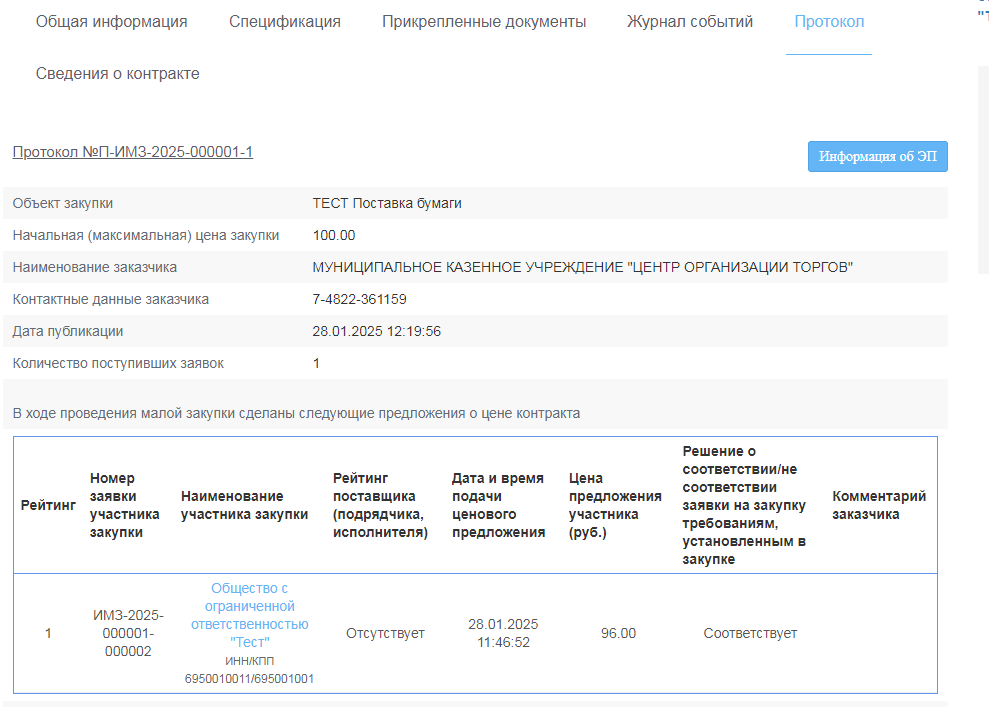 Общая информация Спецификация Прикрепленные документы Журнал событий Протокол
Сведения о контракте
Протокол №П-ИМЗ-2025-000001-1
Информация об ЭП
Объект закупки ТЕСТ Поставка бумаги
Начальная (максимальная) цена закупки 100.00
Наименование заказчика МУНИЦИПАЛЬНОЕ КАЗЕННОЕ УЧРЕЖДЕНИЕ "ЦЕНТР ОРГАНИЗАЦИИ ТОРГОВ"
Контактные данные заказчика 7-4822-361159
Дата публикации 28.01.2025 12:19:56
Количество поступивших заявок 1
В ходе проведения малой закупки сделаны следующие предложения о цене контракта
Рейтинг
Номер
заявки
участника
закупки
Наименование
участника закупки
Рейтинг
поставщика
(подрядчика,
исполнителя)
Дата и время
подачи
ценового
предложения
Цена
предложения
участника
(руб.)
Решение о
соответствии/не
соответствии
заявки на закупку
требованиям,
установленным в
закупке
Комментарий
заказчика
1
ИМЗ-2025-
000001-
000002
Общество с
ограниченной
ответственностью
"Тест"
ИНН/КПП
6950010011/695001001
Отсутствует
28.01.2025
11:46:52
96.00
Соответствует